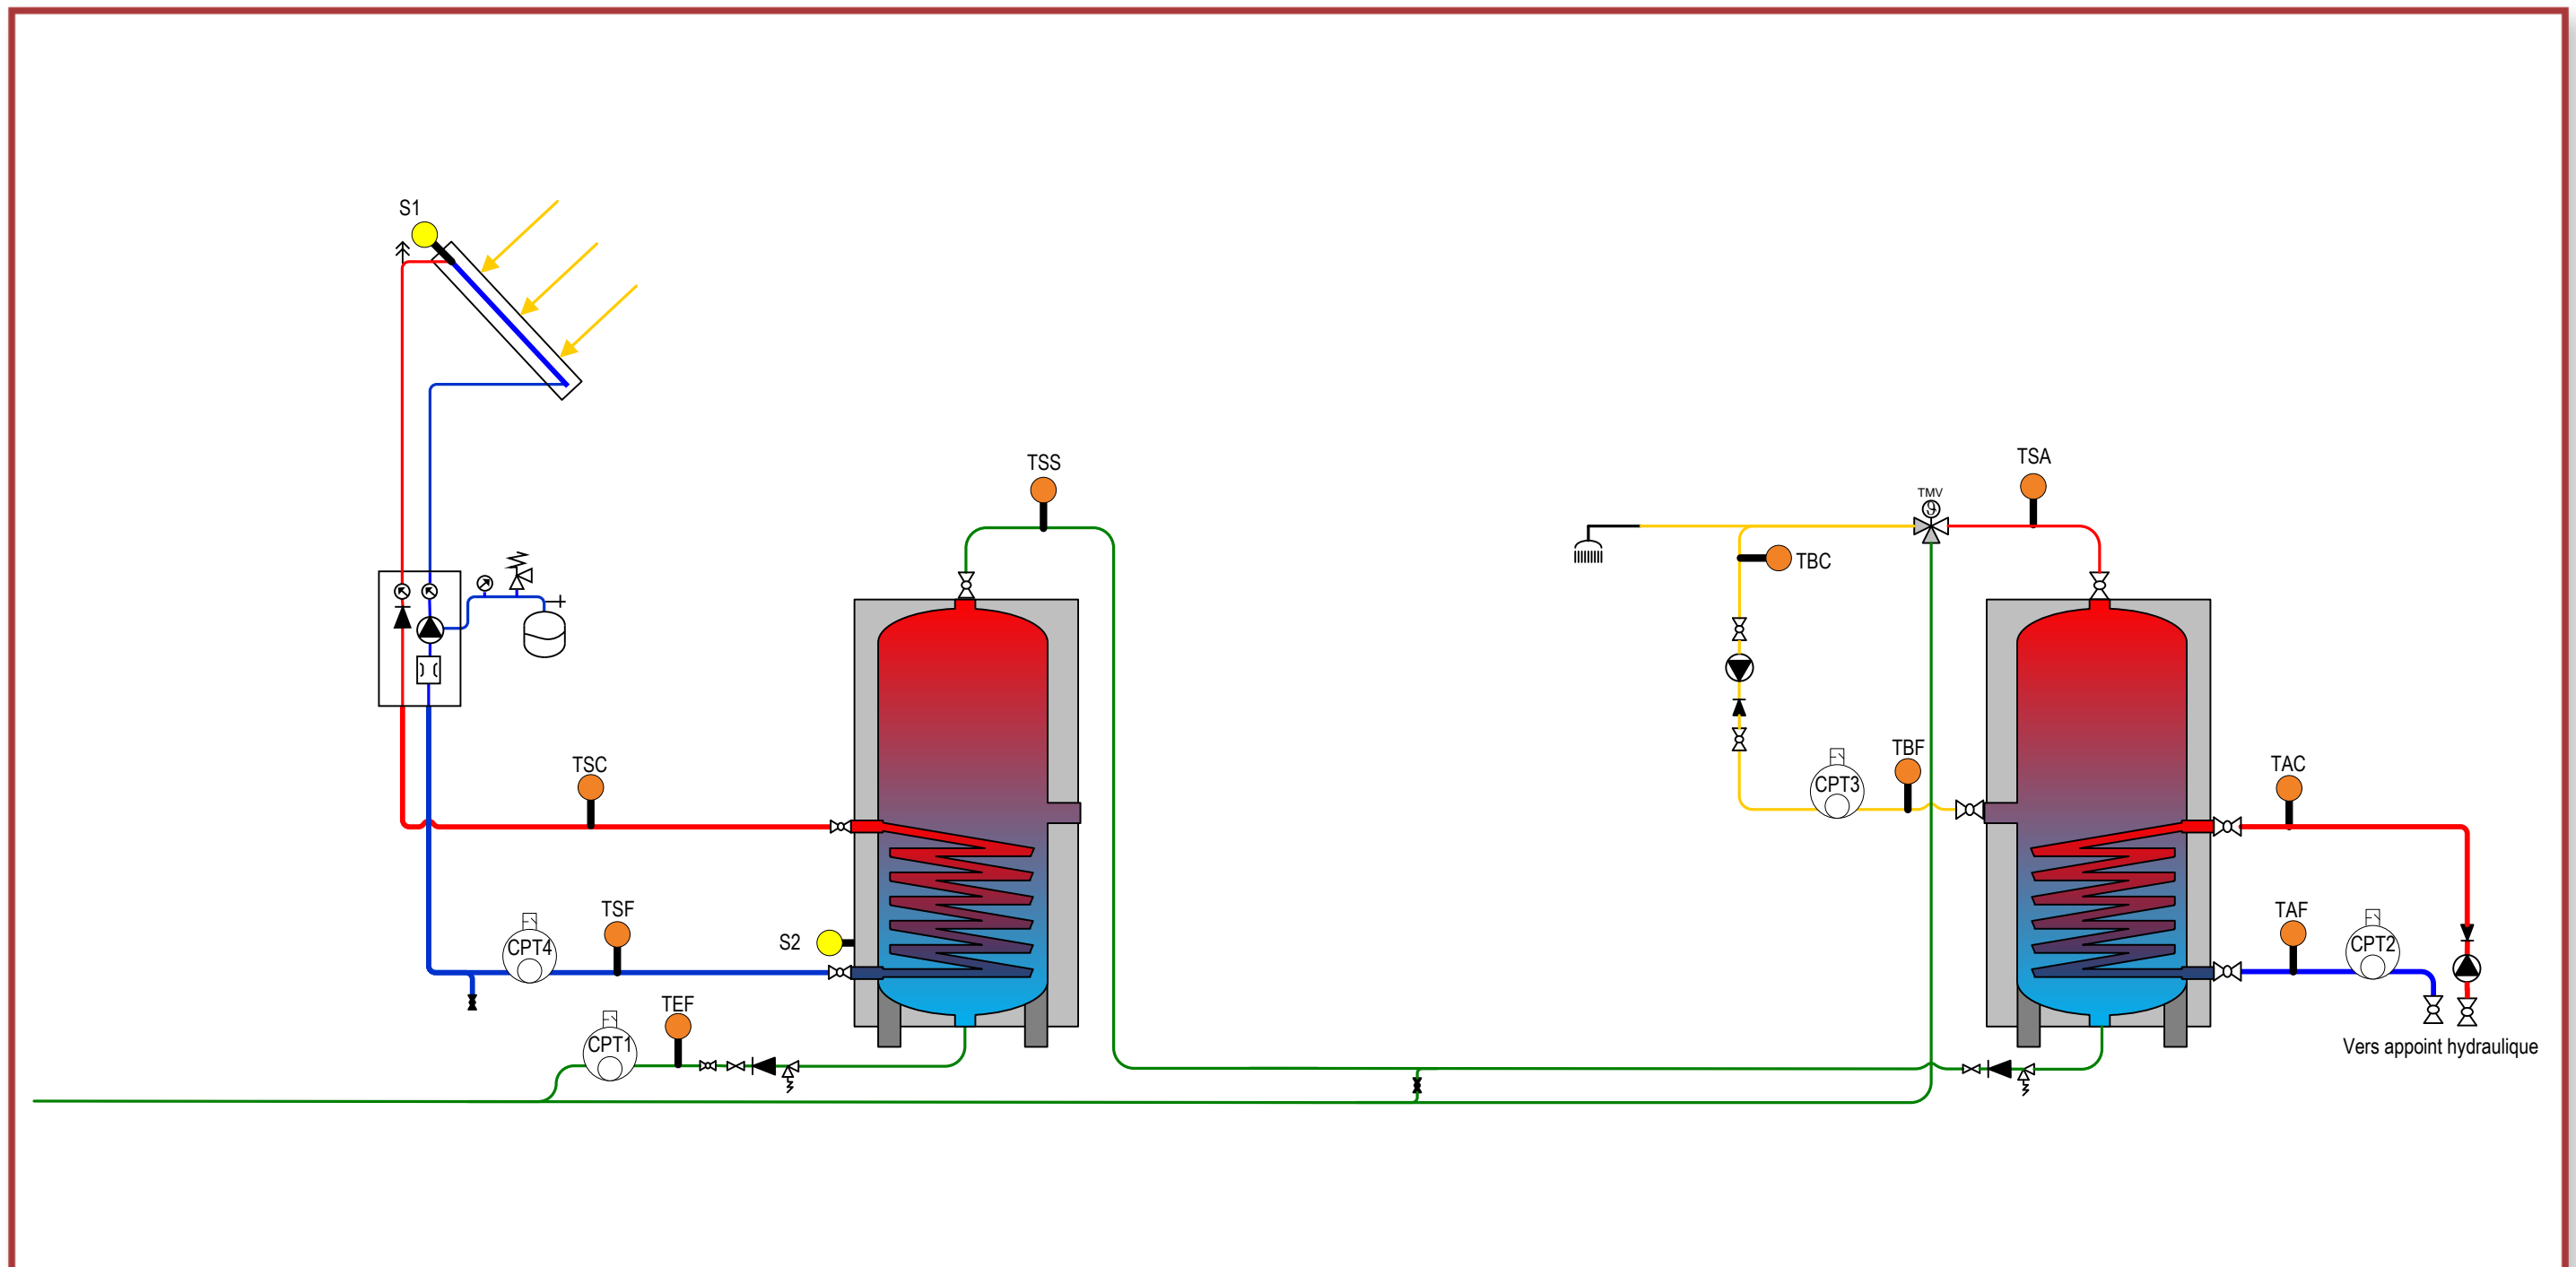 S1
TSS
TSA
TMV
TBC
TSC
TBF
CPT3
TAC
TSF
CPT4
S2
TAF
CPT2
TEF
CPT1
Vers appoint hydraulique